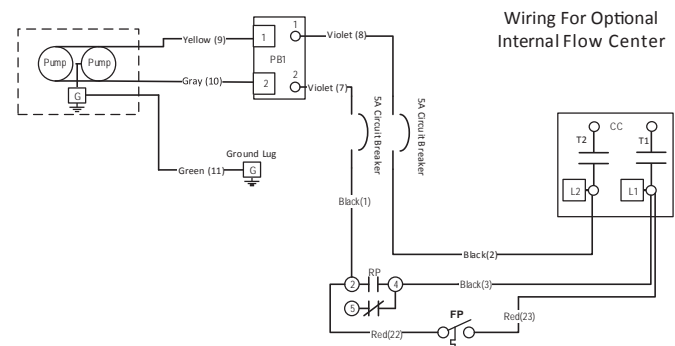 Wiring For Optional
Internal Flow Center
Yellow (9)
1
1
Violet (8)
Pump
Pump
PB1
Gray (10)
2
2
Violet (7)
G
5A Circuit Breaker
5A Circuit Breaker
CC
T2
T1
Ground Lug
Green (11)
G
L2
L1
Black(1)
Black(2)
RP
2
4
Black(3)
5
FP
Red(23)
Red(22)